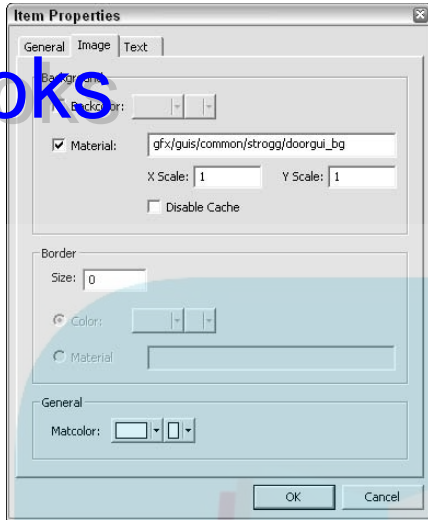 Item Properties
General Image Text
oks
Background
Backcolor:
Material: gfx/guis/common/strogg/doorgui_bg
X Scale: 1 Y Scale: 1
Disable Cache
Border
Size: 0
Color:
Material
General
Matcolor:
OK Cancel